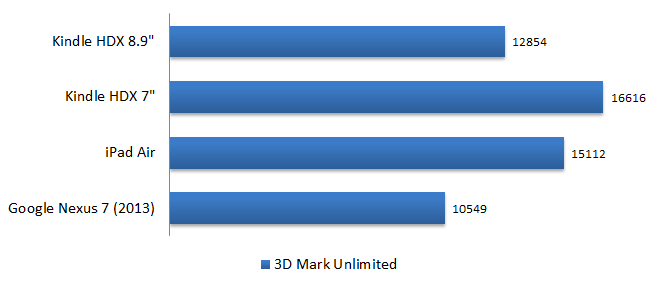 Kindle HDX 8.9" 12854
Kindle HDX 7" 16616
iPad Air 15112
Google Nexus 7 (2013) 10549
3D Mark Unlimited